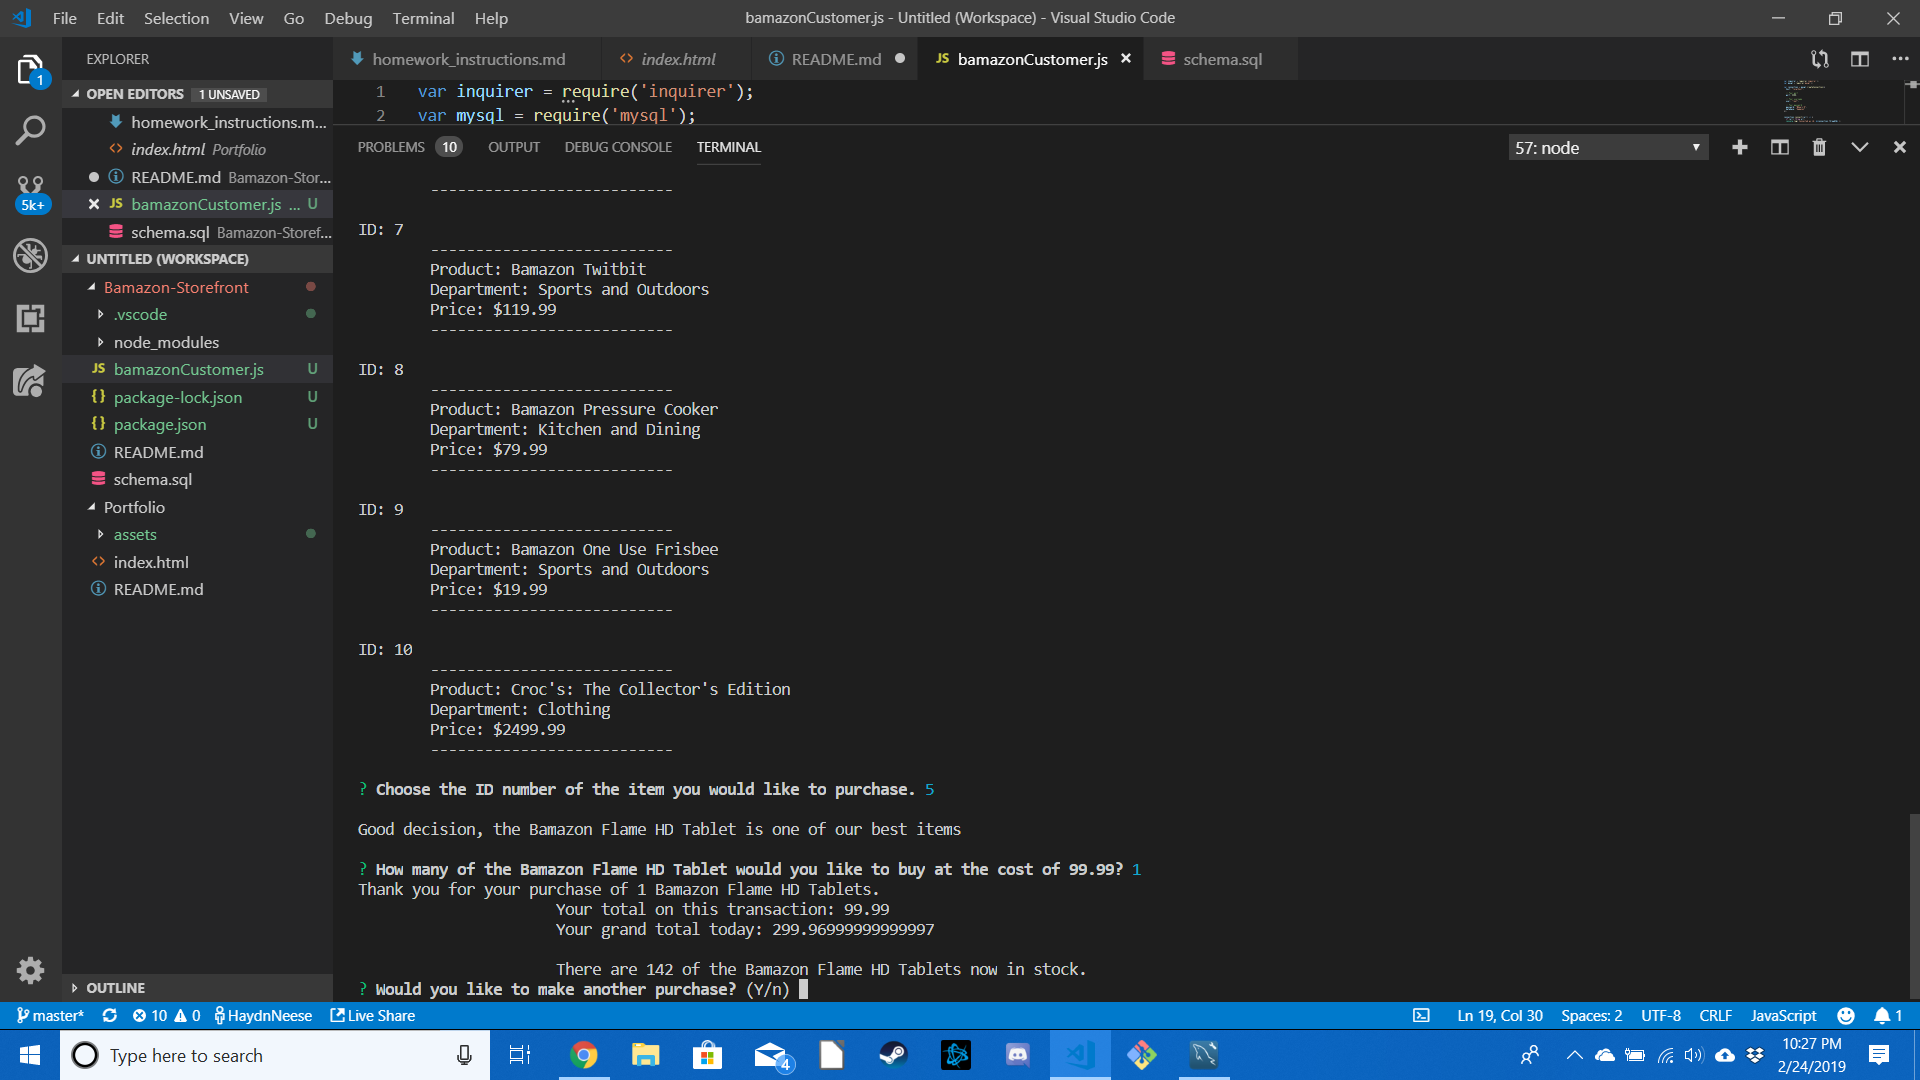 File Edit Selection View Go Debug Terminal Help
bamazonCustomer.js - Untitled (Workspace) - Visual Studio Code
1
5k+
EXPLORER
OPEN EDITORS 1 UNSAVED
homework_instructions.m...
index.html Portfolio
README.md Bamazon-Stor...
JS bamazonCustomer.js ... U
schema.sql Bamazon-Storef...
UNTITLED (WORKSPACE)
Bamazon-Storefront
.vscode
node_modules
JS bamazonCustomer.js U
{} package-lock.json U
{} package.json U
README.md
schema.sql
Portfolio
assets
index.html
README.md
OUTLINE
homework_instructions.md
index.html
README.md
JS bamazonCustomer.js
schema.sql
1 var inquirer = require('inquirer');
2 var mysql = require('mysql');
PROBLEMS 10 OUTPUT DEBUG CONSOLE TERMINAL
57: node
---------------------------
ID: 7
---------------------------
Product: Bamazon Twitbit
Department: Sports and Outdoors
Price: $119.99
---------------------------
ID: 8
---------------------------
Product: Bamazon Pressure Cooker
Department: Kitchen and Dining
Price: $79.99
---------------------------
ID: 9
---------------------------
Product: Bamazon One Use Frisbee
Department: Sports and Outdoors
Price: $19.99
---------------------------
ID: 10
---------------------------
Product: Croc's: The Collector's Edition
Department: Clothing
Price: $2499.99
---------------------------
? Choose the ID number of the item you would like to purchase. 5
Good decision, the Bamazon Flame HD Tablet is one of our best items
? How many of the Bamazon Flame HD Tablet would you like to buy at the cost of 99.99? 1
Thank you for your purchase of 1 Bamazon Flame HD Tablets.
Your total on this transaction: 99.99
Your grand total today: 299.96999999999997
There are 142 of the Bamazon Flame HD Tablets now in stock.
? Would you like to make another purchase? (Y/n)
master* 10 0 HaydnNeese Live Share
Ln 19, Col 30 Spaces: 2 UTF-8 CRLF JavaScript 1
Type here to search
4
10:27 PM
2/24/2019